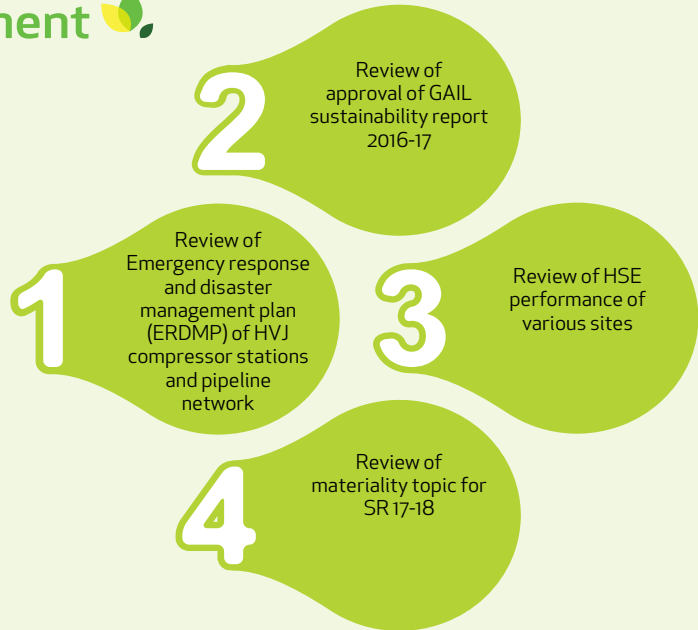 ment
1
Review of
Emergency response
and disaster
management plan
(ERDMP) of HVJ
compressor stations
and pipeline
network
2
Review of
approval of GAIL
sustainability report
2016-17
3
Review of HSE
performance of
various sites
4
Review of
materiality topic for
SR 17-18